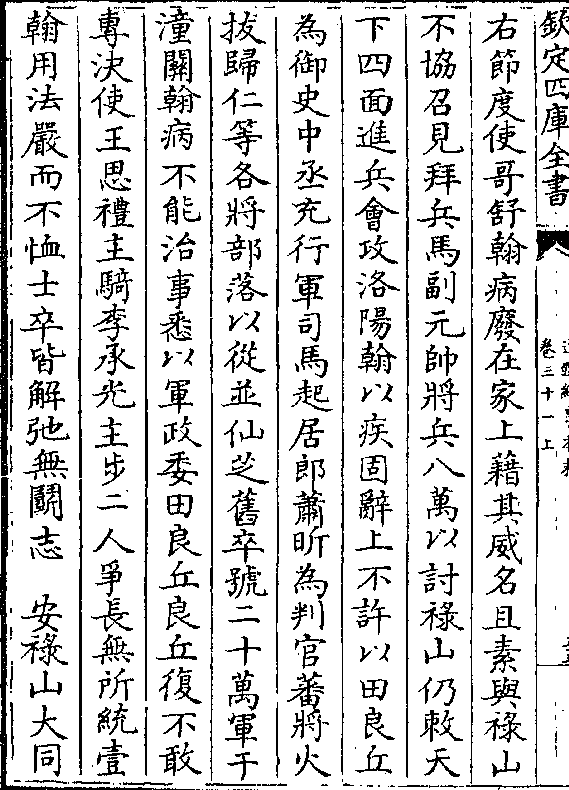 欽定四庫全書
卷三十一上
右節度使哥舒翰病廢在家上藉其威名且素與祿山
不協召見拜兵馬副元帥將兵八萬以討祿山仍敕天
下四面進兵會攻洛陽翰以疾固辭上不許以田良丘
為御史中丞充行軍司馬起居郎蕭昕為判官蕃將火
拔歸仁等各將部落以從並仙芝舊卒號二十萬軍于
潼關翰病不能治事悉以軍政委田良丘良丘復不敢
專決使王思禮主騎李承光主步二人爭長無所統壹
翰用法嚴而不恤士卒皆解弛無鬭志　安祿山大同